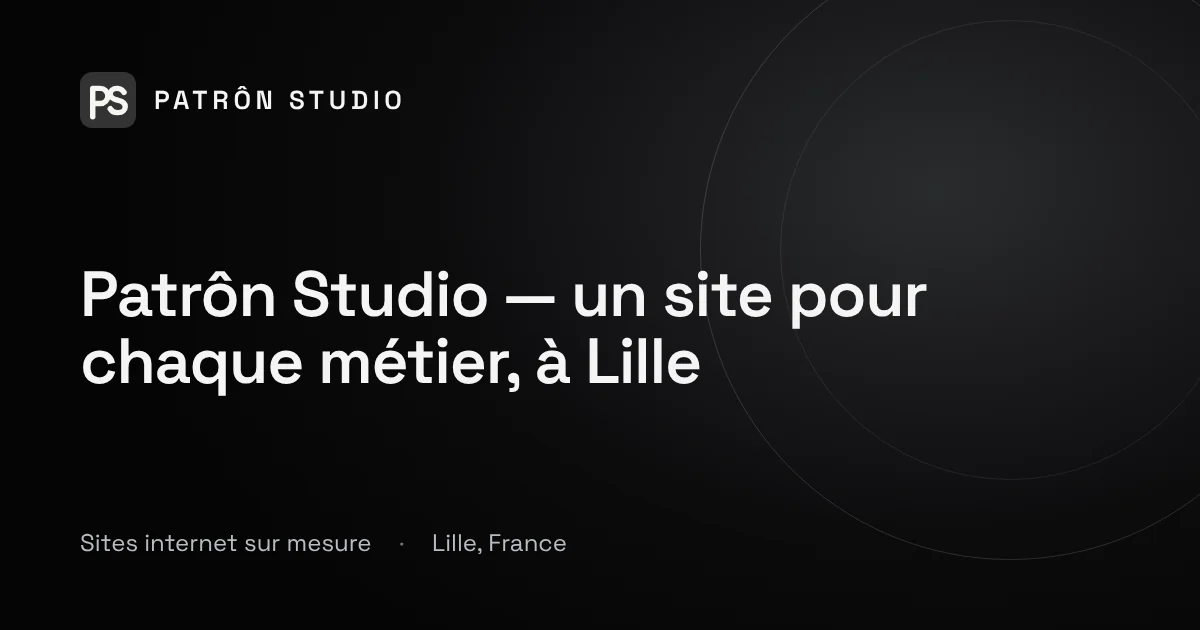 PS PATRÔN STUDIO
Patrôn Studio — un site pour
chaque métier, à Lille
Sites internet sur mesure · Lille, France